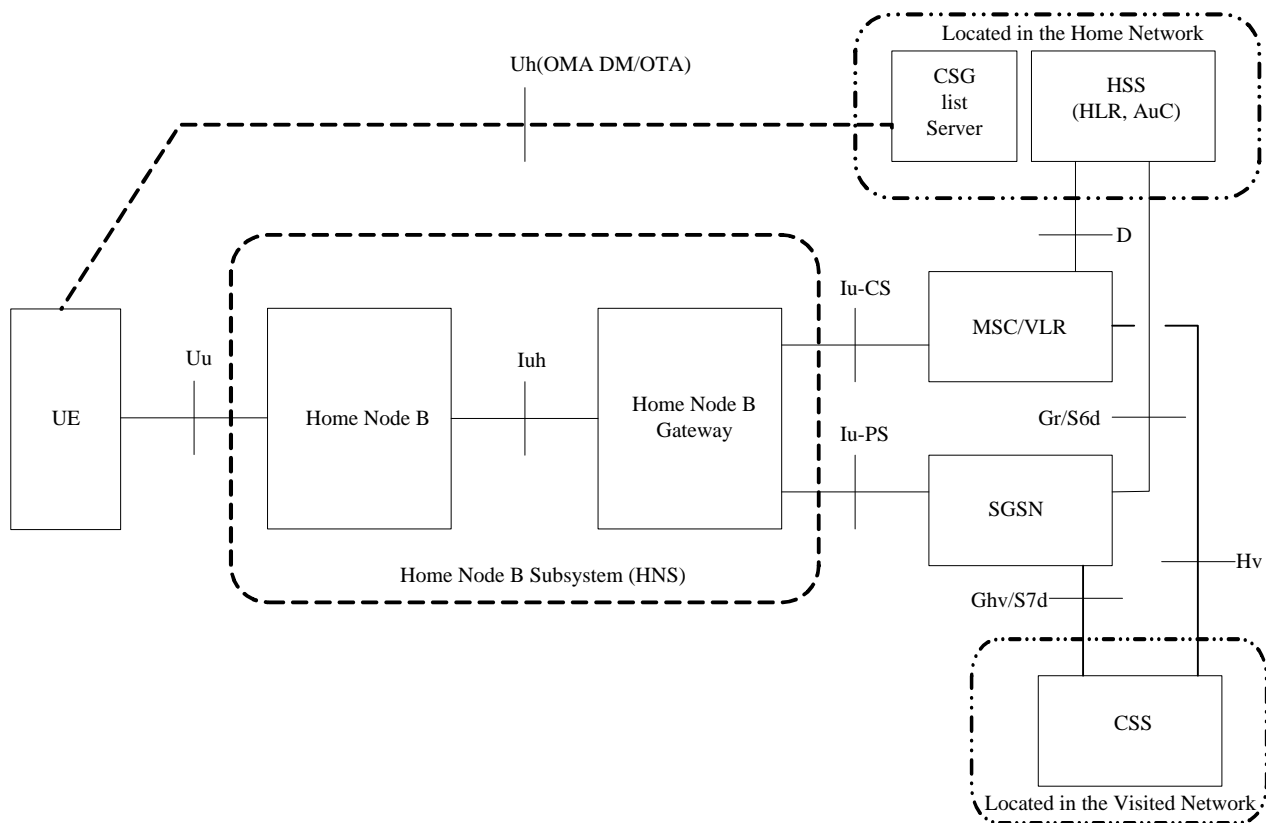 Located in the Home Network
Uh(OMA DM/OTA)
CSG
list
Server
HSS
(HLR, AuC)
D
Iu-CS
MSC/VLR
Uu
Iuh
UE
Home Node B
Home Node B
Gateway
Gr/S6d
Iu-PS
SGSN
Home Node B Subsystem (HNS)
Hv
Ghv/S7d
CSS
Located in the Visited Network